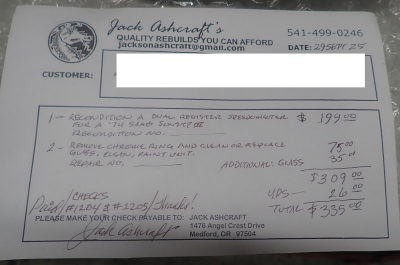 Jack Ashcraft's
QUALITY REBUILDS YOU CAN AFFORD
jacksonashcraft@gmail.com
541-499-0246
DATE: 29 SEPT 25
CUSTOMER:
1 - RECONDITION A DUAL REGISTER SPEEDOMETER $ 199.00
FOR A '74 SAAB SONETT III
RECONDITION NO.
2 - REMOVE CHROME RING AND CLEAN OR REPLACE 75.00
GLASS. PAINT UNIT.
REPAIR NO. ADDITIONAL: GLASS 35.00
$309.00
UPS — 26.00
TOTAL $335.00
Paid / CHECKS #1204 & #1205 / Thanks!
PLEASE MAKE YOUR CHECK PAYABLE TO: JACK ASHCRAFT
1476 Angel Crest Drive
Medford, OR 97504
Jack Ashcraft